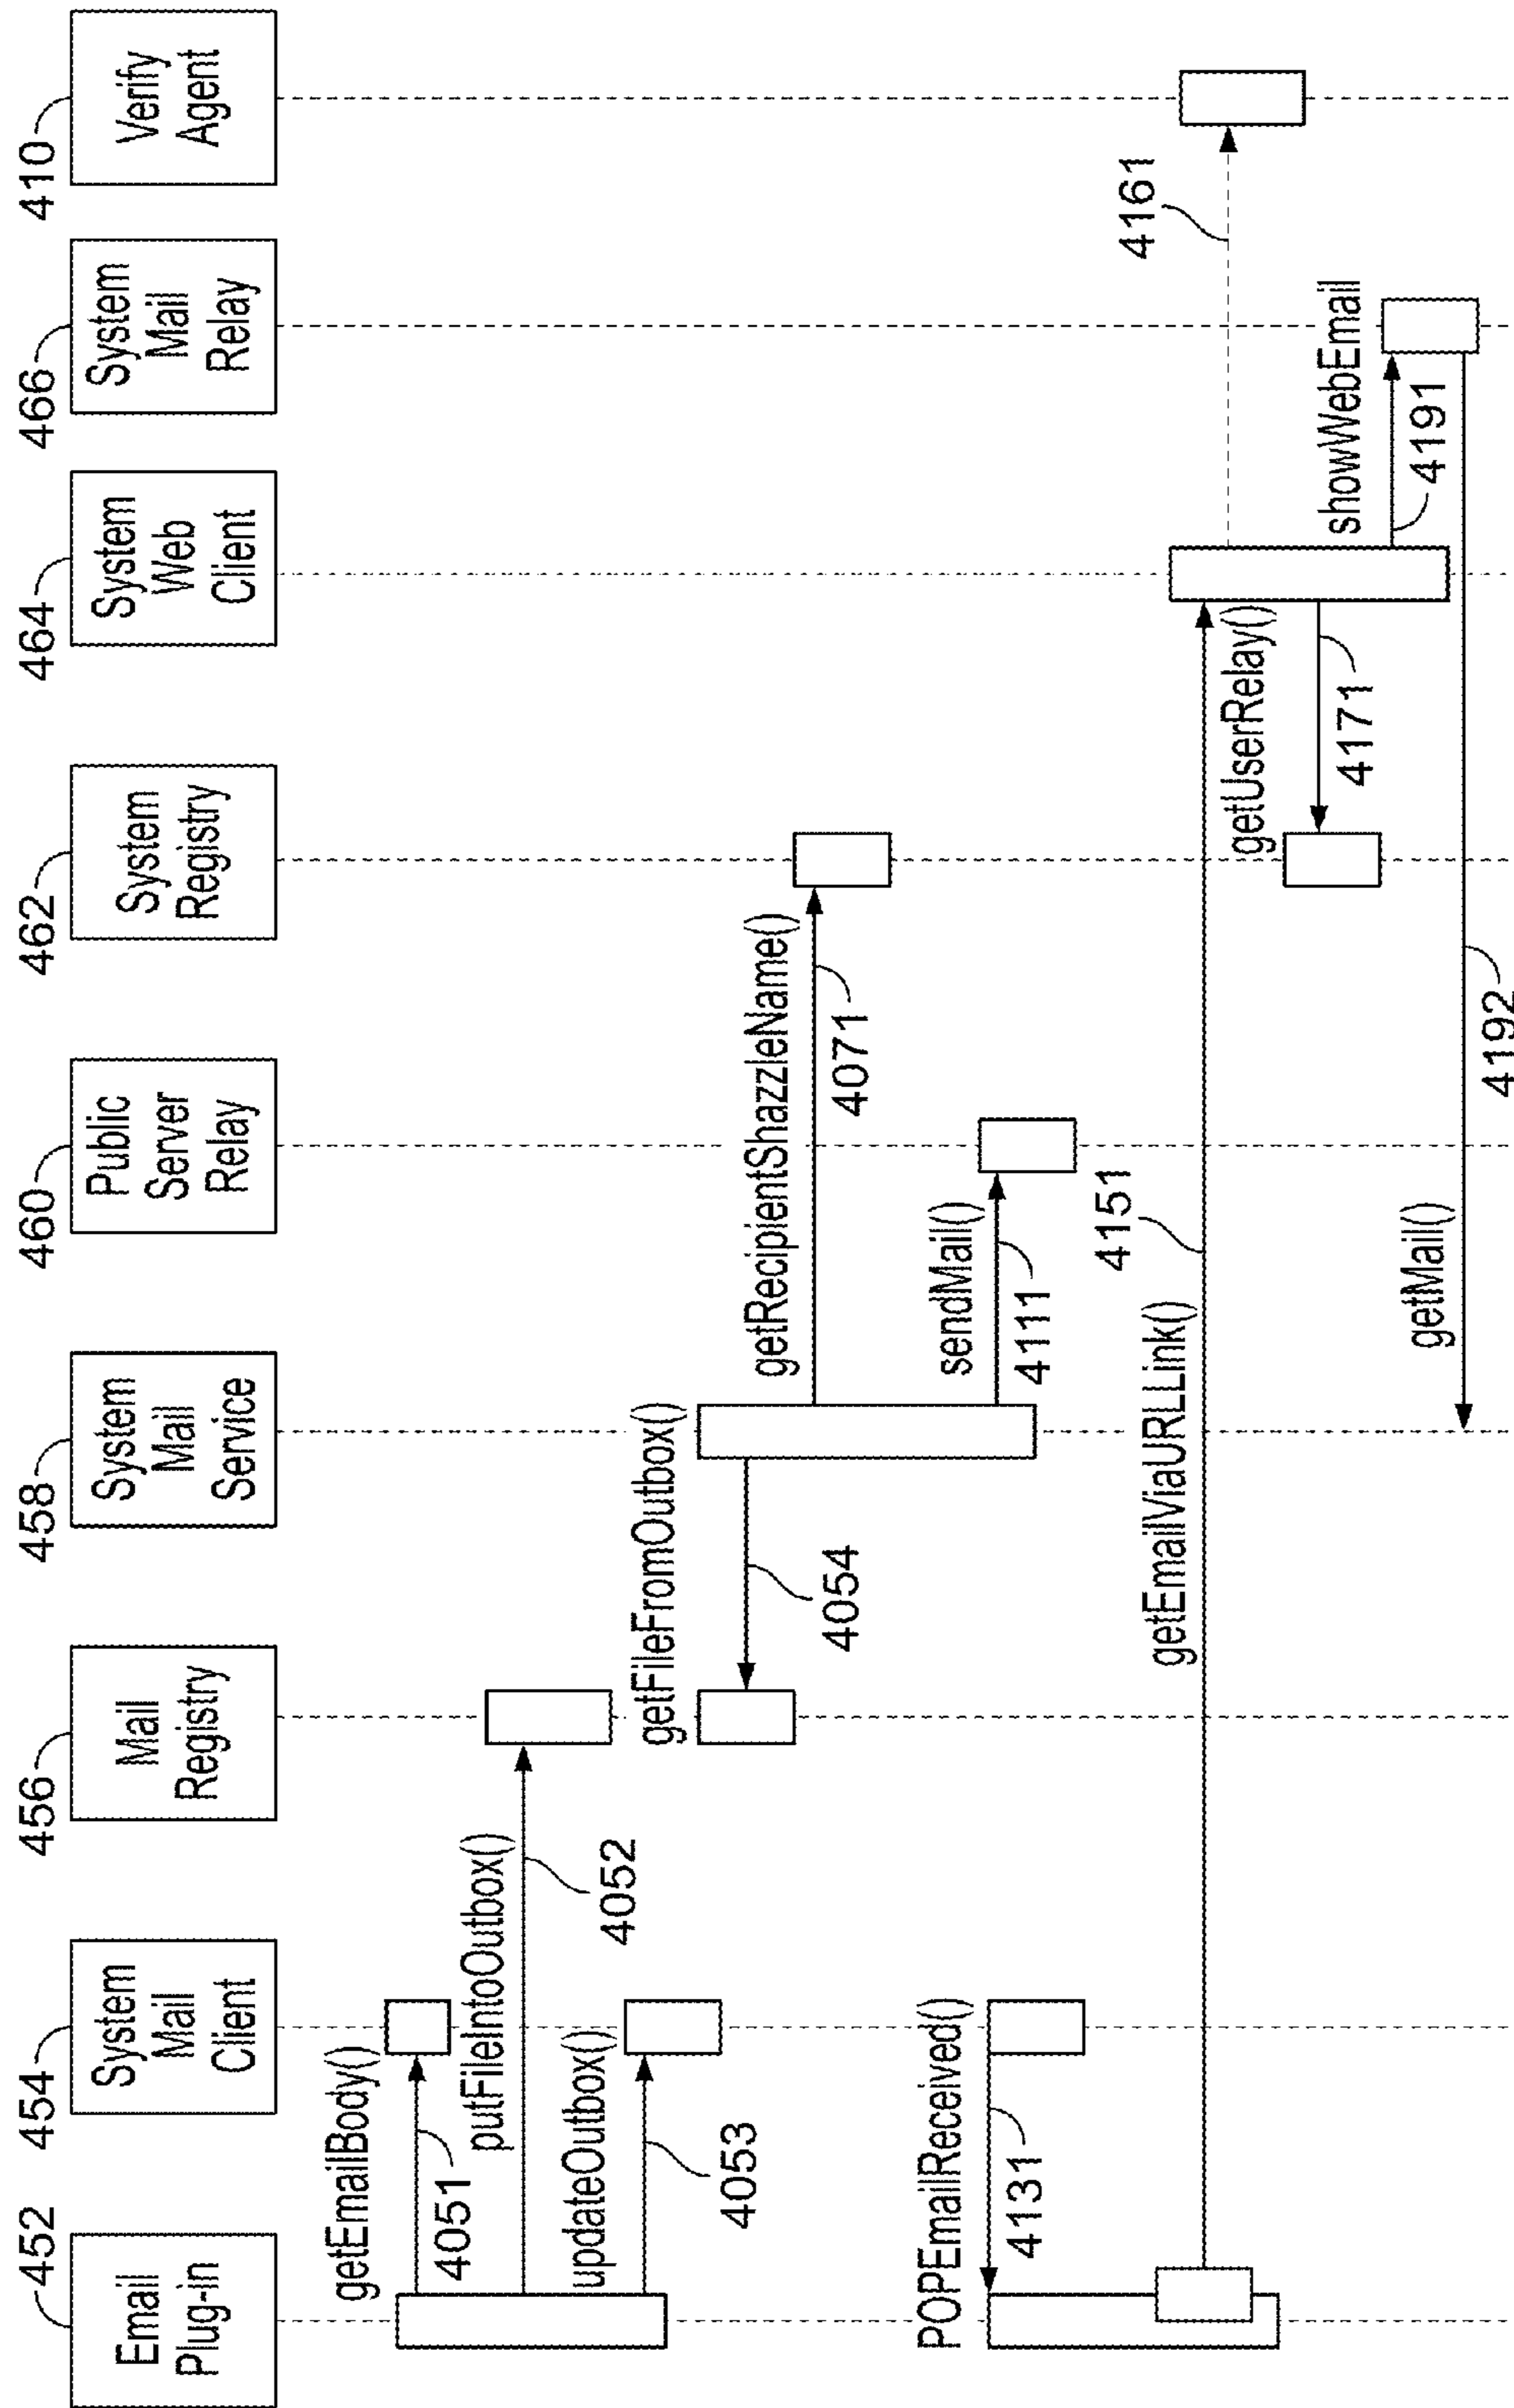 452
Email
Plug-in
454
System
Mail
Client
456
Mail
Registry
458
System
Mail
Service
460
Public
Server
Relay
462
System
Registry
464
System
Web
Client
466
System
Mail
Relay
410
Verify
Agent
getEmailBody()
4051
putFileIntoOutbox()
4052
updateOutbox()
4053
getFileFromOutbox()
4054
getRecipientShazzleName()
4071
sendMail()
4111
POPEmailReceived()
4131
getEmailViaURLLink()
4151
4161
getUserRelay()
4171
showWebEmail
4191
getMail()
4192